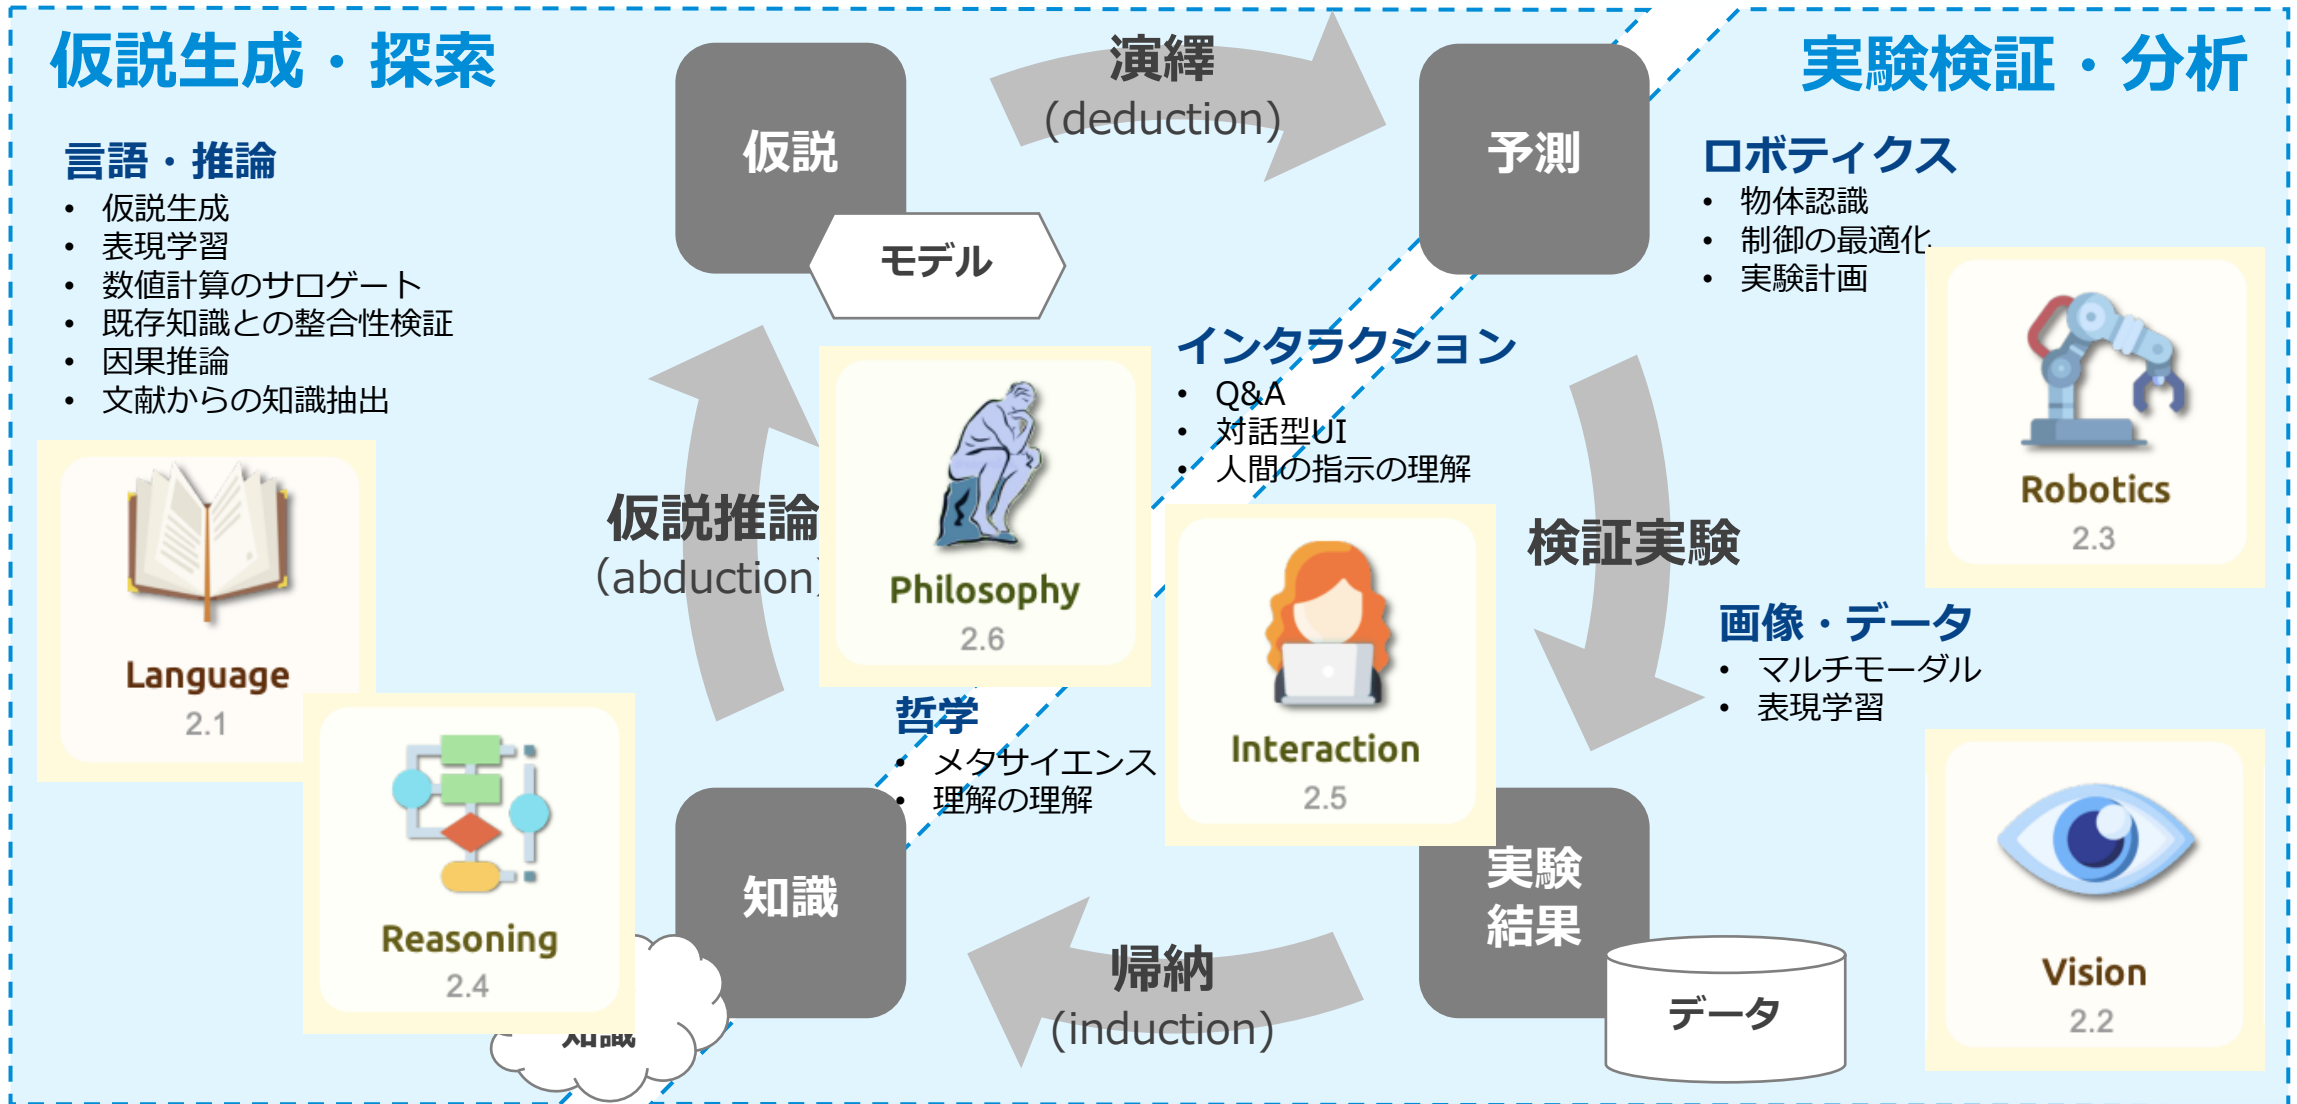 仮説生成・探索
言語・推論
• 仮説生成
• 表現学習
• 数値計算のサロゲート
• 既存知識との整合性検証
• 因果推論
• 文献からの知識抽出
Language
2.1
Reasoning
2.4
仮説
モデル
演繹
(deduction)
予測
仮説推論
(abduction)
Philosophy
2.6
哲学
• メタサイエンス
• 理解の理解
インタラクション
• Q&A
• 対話型UI
• 人間の指示の理解
Interaction
2.5
検証実験
知識
知識
帰納
(induction)
実験
結果
データ
実験検証・分析
ロボティクス
• 物体認識
• 制御の最適化
• 実験計画
Robotics
2.3
画像・データ
• マルチモーダル
• 表現学習
Vision
2.2